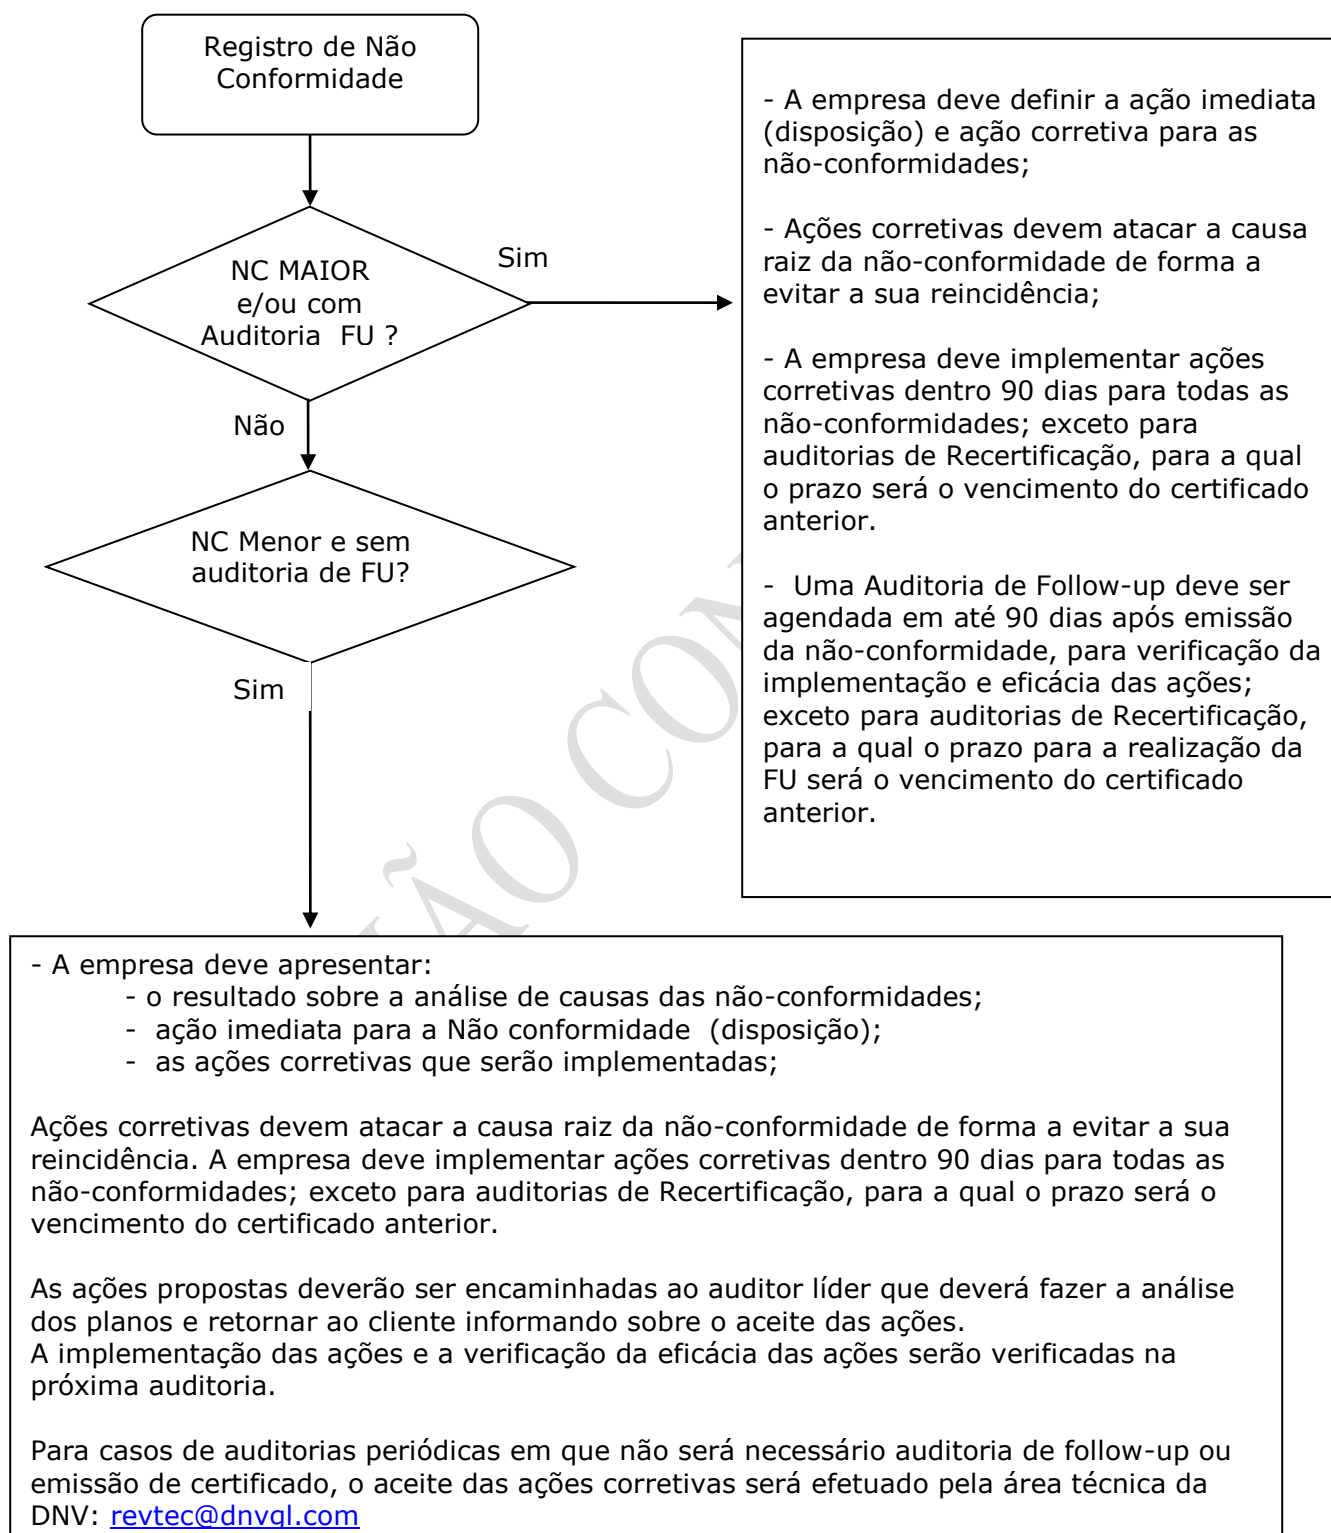 Registro de Não
Conformidade
NC MAIOR
e/ou com
Auditoria  FU ?
Sim
Não
NC Menor e sem
auditoria de FU?
Sim
- A empresa deve definir a ação imediata
(disposição) e ação corretiva para as
não-conformidades;
- Ações corretivas devem atacar a causa
raiz da não-conformidade de forma a
evitar a sua reincidência;
- A empresa deve implementar ações
corretivas dentro 90 dias para todas as
não-conformidades; exceto para
auditorias de Recertificação, para a qual
o prazo será o vencimento do certificado
anterior.
-  Uma Auditoria de Follow-up deve ser
agendada em até 90 dias após emissão
da não-conformidade, para verificação da
implementação e eficácia das ações;
exceto para auditorias de Recertificação,
para a qual o prazo para a realização da
FU será o vencimento do certificado
anterior.
- A empresa deve apresentar:
- o resultado sobre a análise de causas das não-conformidades;
-  ação imediata para a Não conformidade  (disposição);
-  as ações corretivas que serão implementadas;
Ações corretivas devem atacar a causa raiz da não-conformidade de forma a evitar a sua
reincidência. A empresa deve implementar ações corretivas dentro 90 dias para todas as
não-conformidades; exceto para auditorias de Recertificação, para a qual o prazo será o
vencimento do certificado anterior.
As ações propostas deverão ser encaminhadas ao auditor líder que deverá fazer a análise
dos planos e retornar ao cliente informando sobre o aceite das ações.
A implementação das ações e a verificação da eficácia das ações serão verificadas na
próxima auditoria.
Para casos de auditorias periódicas em que não será necessário auditoria de follow-up ou
emissão de certificado, o aceite das ações corretivas será efetuado pela área técnica da
DNV: revtec@dnvgl.com